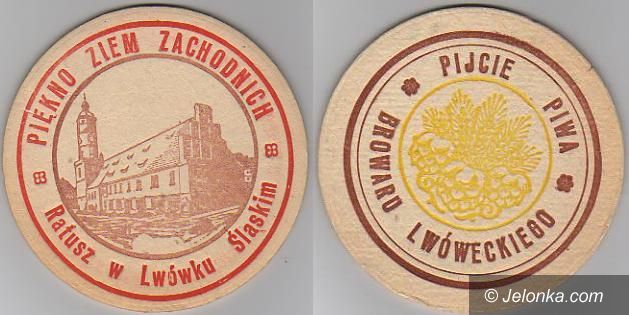 PIĘKNO ZIEM ZACHODNICH
Ratusz w Lwówku Śląskim
PIJCIE PIWA
BROWARU LWÓWECKIEGO
© Jelonka.com